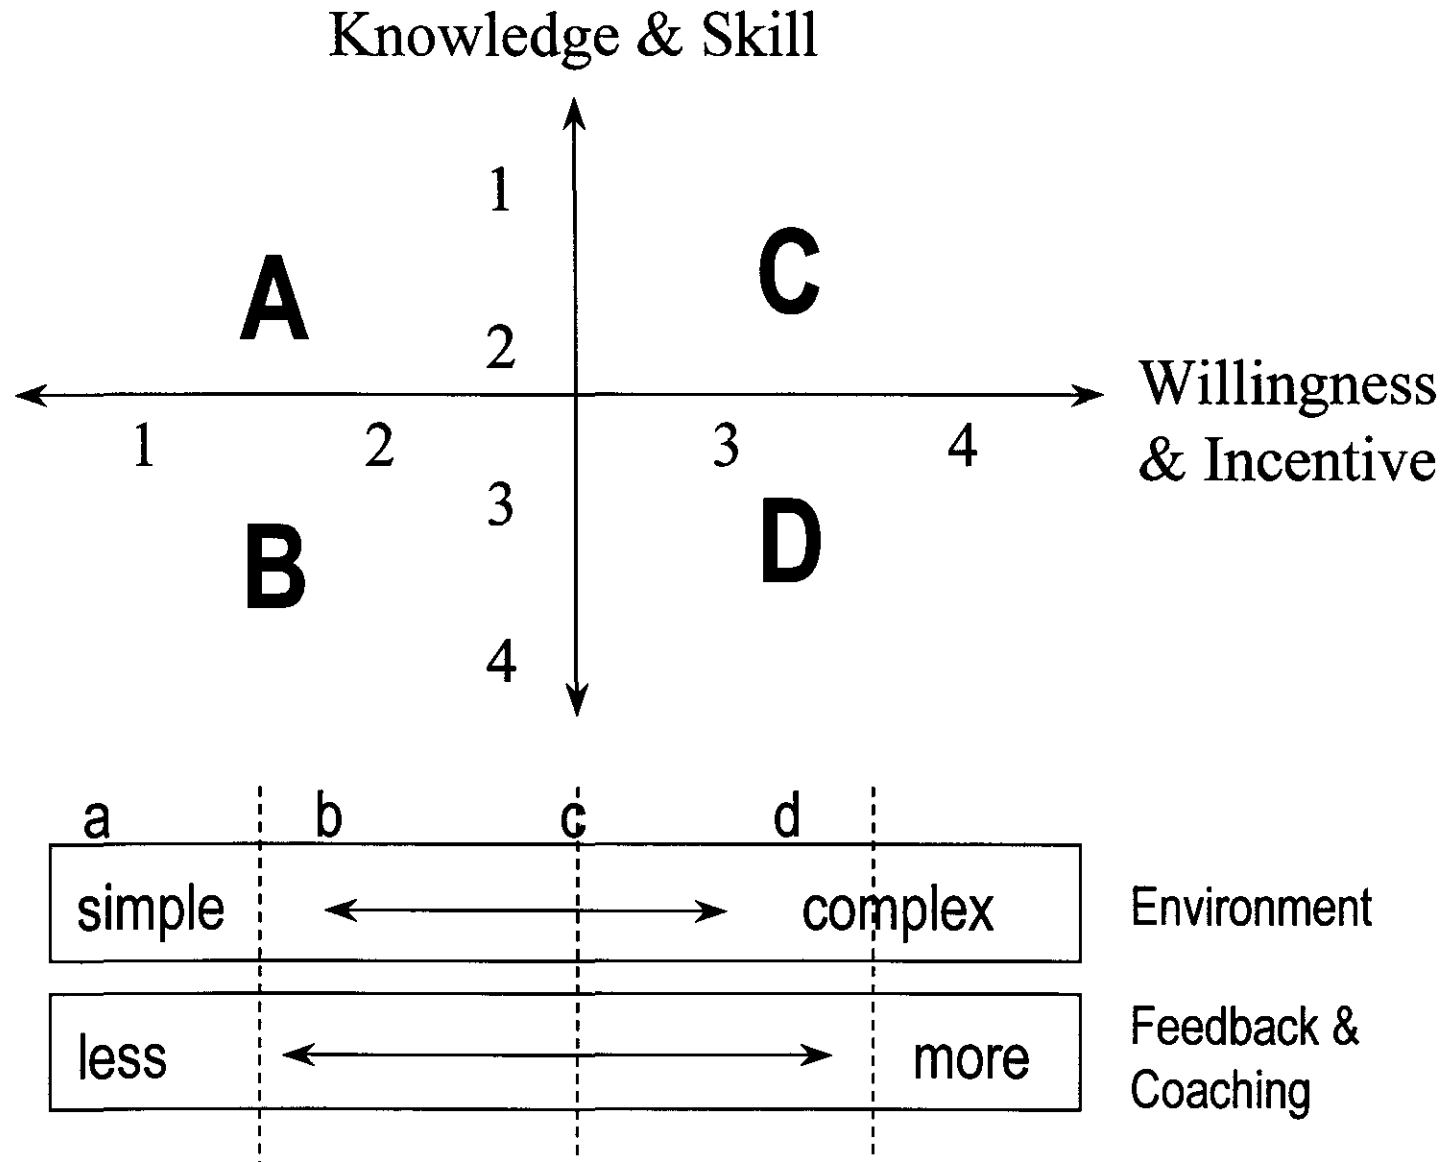 Knowledge & Skill
1
A
C
2
Willingness
& Incentive
1
2
3
4
3
B
D
4
a
b
c
d
simple
complex
Environment
less
more
Feedback &
Coaching